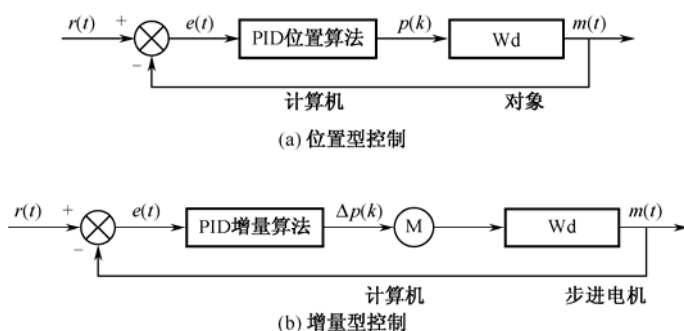 r(t) + e(t) PID位置算法 p(k) Wd m(t)
−
计算机 对象
(a) 位置型控制
r(t) + e(t) PID增量算法 Δp(k) M Wd m(t)
−
计算机 步进电机
(b) 增量型控制